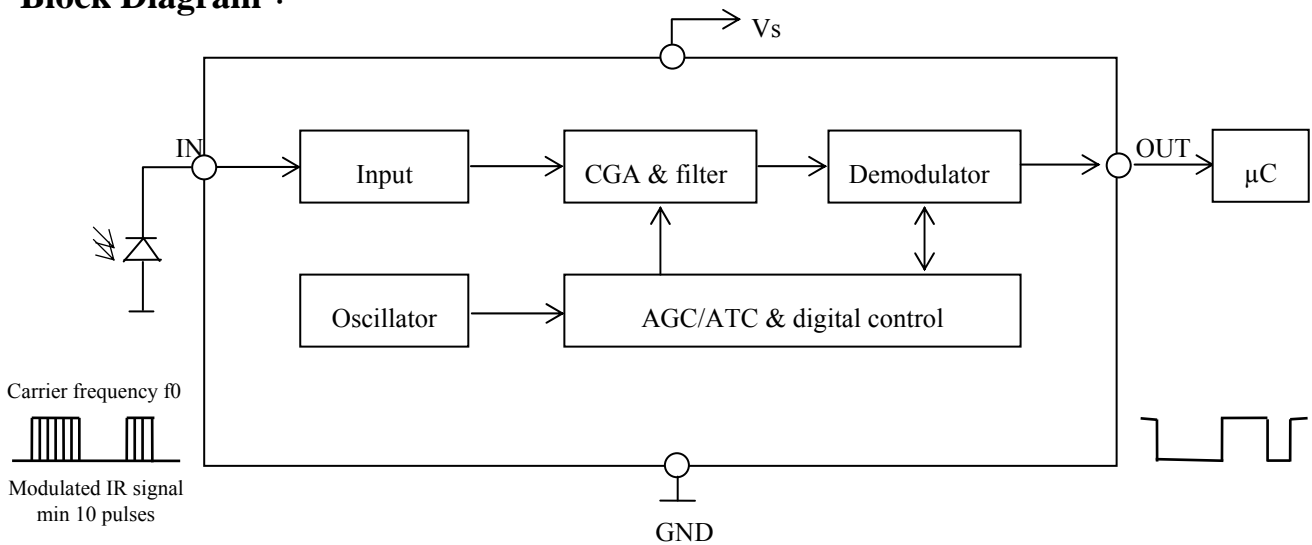 Block Diagram :
Vs
IN
OUT
Input
CGA & filter
Demodulator
µC
Oscillator
AGC/ATC & digital control
Carrier frequency f0
Modulated IR signal
min 10 pulses
GND